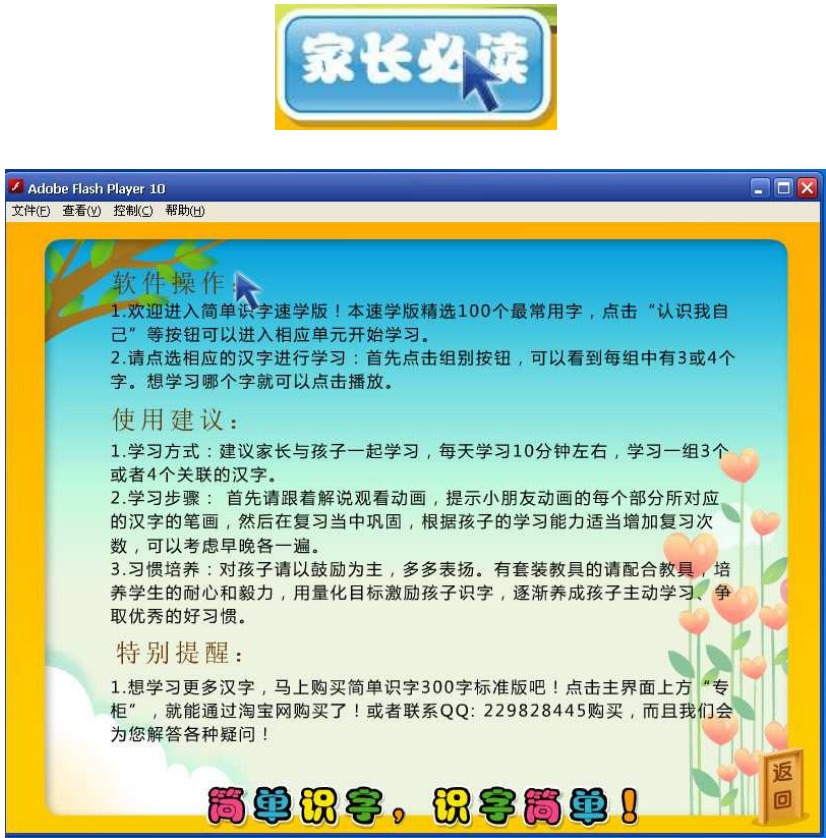 家长必读
Adobe Flash Player 10
文件(F) 查看(V) 控制(C) 帮助(H)
软件操作：
1.欢迎进入简单识字速学版！本速学版精选100个最常用字，点击“认识我自
己”等按钮可以进入相应单元开始学习。
2.请点选相应的汉字进行学习：首先点击组别按钮，可以看到每组中有3或4个
字。想学习哪个字就可以点击播放。
使用建议：
1.学习方式：建议家长与孩子一起学习，每天学习10分钟左右，学习一组3个
或者4个关联的汉字。
2.学习步骤： 首先请跟着解说观看动画，提示小朋友动画的每个部分所对应
的汉字的笔画，然后在复习当中巩固，根据孩子的学习能力适当增加复习次
数，可以考虑早晚各一遍。
3.习惯培养：对孩子请以鼓励为主，多多表扬。有套装教具的请配合教具，培
养学生的耐心和毅力，用量化目标激励孩子识字，逐渐养成孩子主动学习、争
取优秀的好习惯。
特别提醒：
1.想学习更多汉字，马上购买简单识字300字标准版吧！点击主界面上方“专
柜”，就能通过淘宝网购买了！或者联系QQ: 229828445购买，而且我们会
为您解答各种疑问！
返回
简单识字，识字简单！